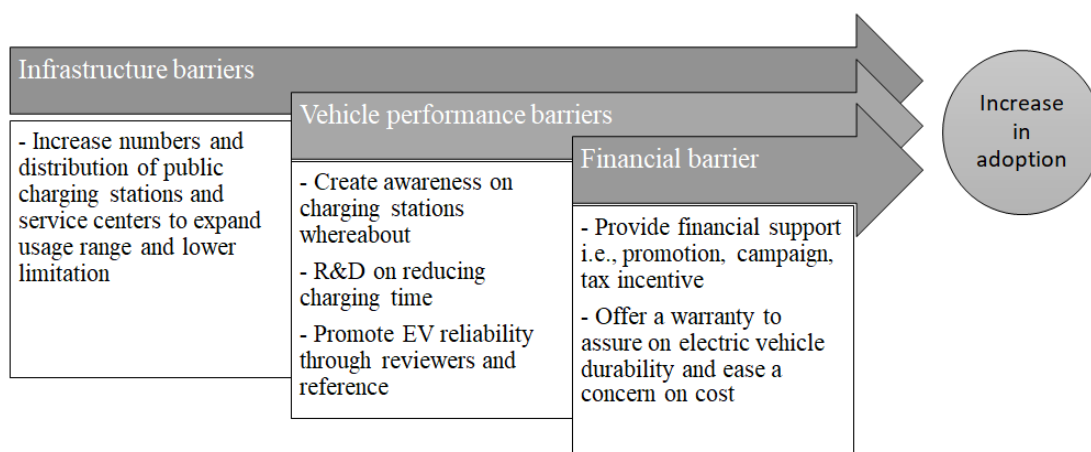 Infrastructure barriers
- Increase numbers and
distribution of public
charging stations and
service centers to expand
usage range and lower
limitation
Vehicle performance barriers
- Create awareness on
charging stations
whereabout
- R&D on reducing
charging time
- Promote EV reliability
through reviewers and
reference
Financial barrier
- Provide financial support
i.e., promotion, campaign,
tax incentive
- Offer a warranty to
assure on electric vehicle
durability and ease a
concern on cost
Increase
in
adoption